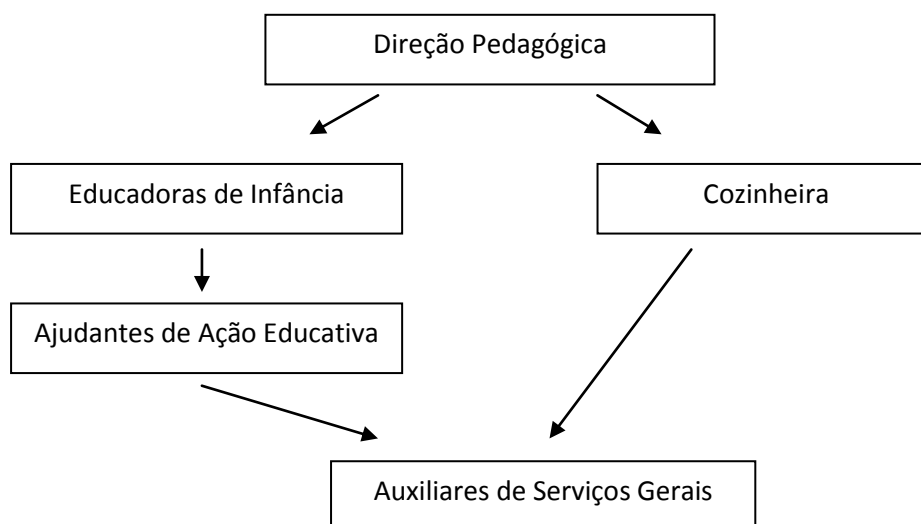 Direção Pedagógica
Educadoras de Infância
Cozinheira
Ajudantes de Ação Educativa
Auxiliares de Serviços Gerais